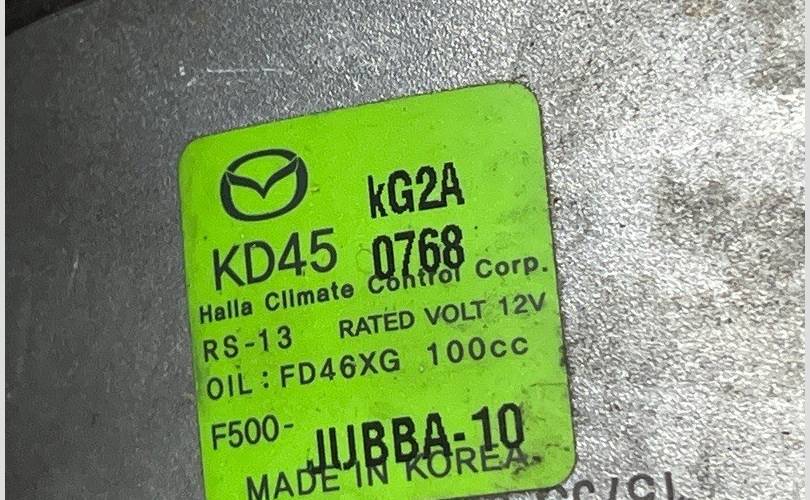 kG2A
KD45 0768
Halla Climate Control Corp.
RS-13 RATED VOLT 12V
OIL : FD46XG 100cc
F500- JUBBA-10
MADE IN KOREA.